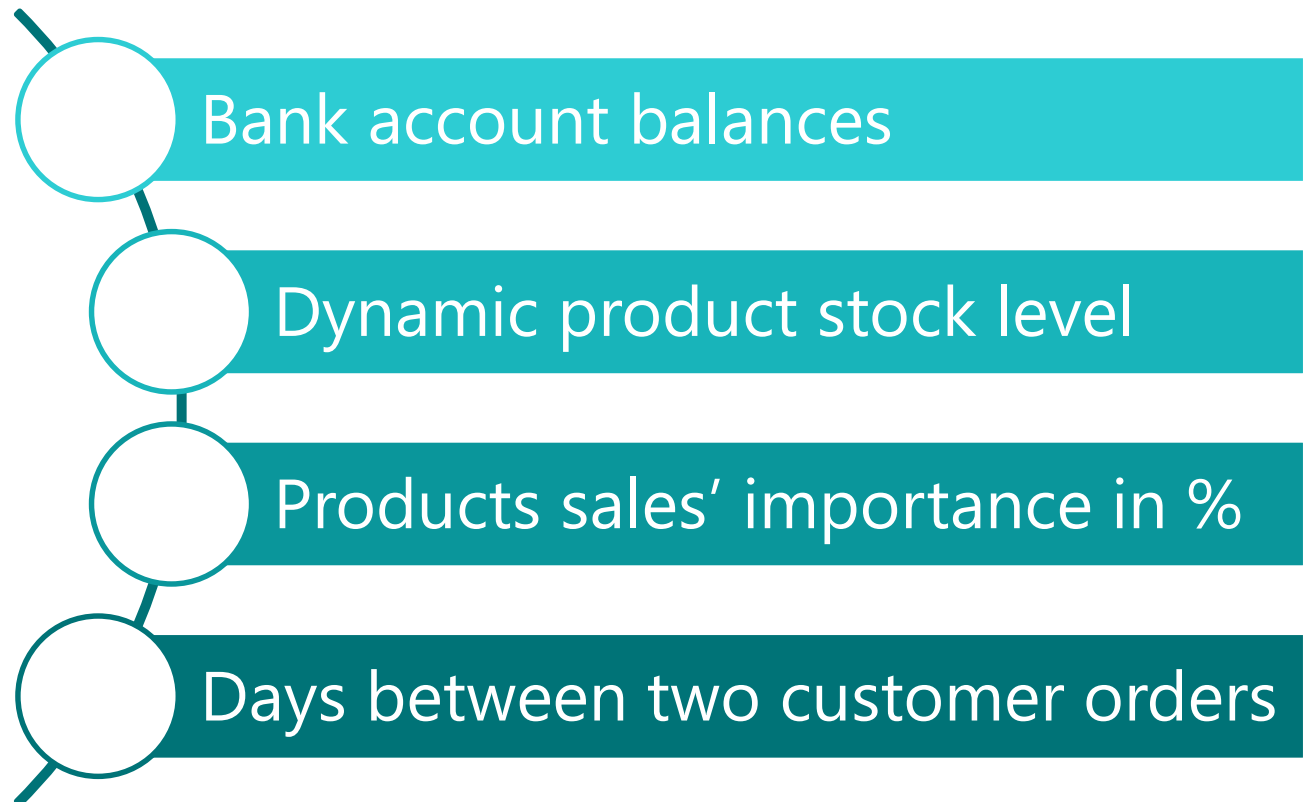 Bank account balances
Dynamic product stock level
Products sales’ importance in %
Days between two customer orders